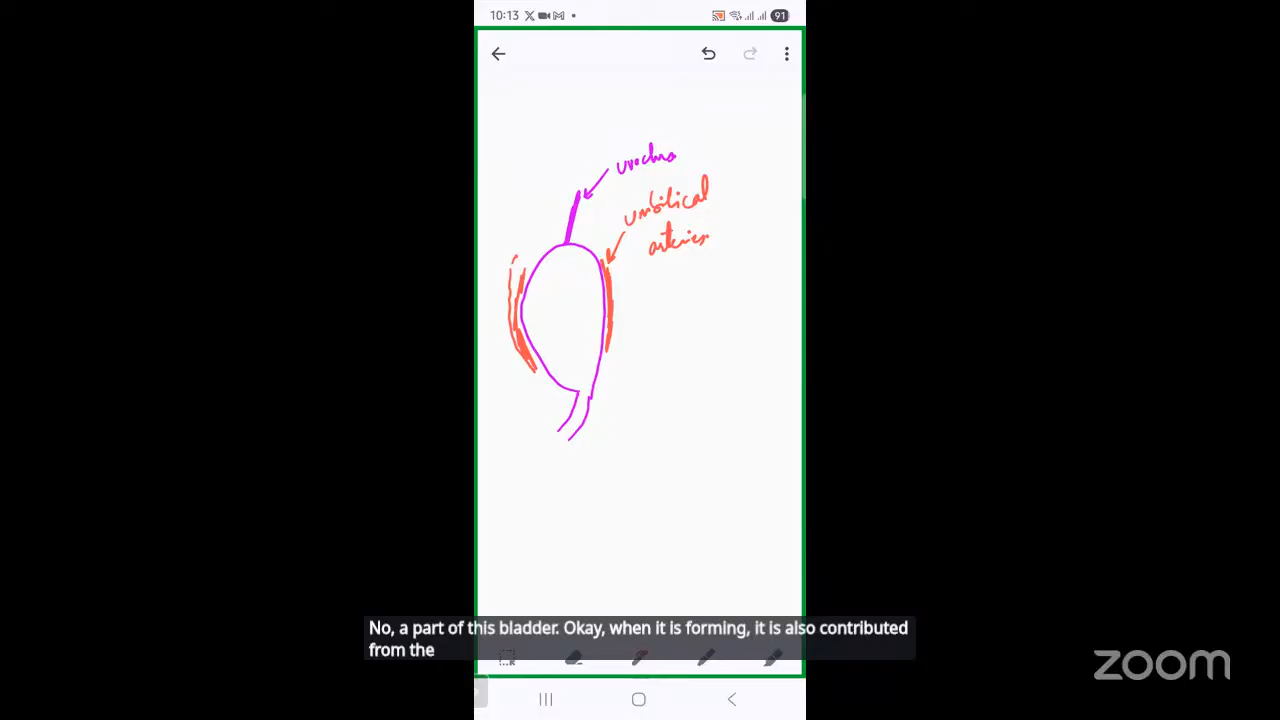 10:13
91
urachus
umbilical
arteries
No, a part of this bladder. Okay, when it is forming, it is also contributed
from the
zoom